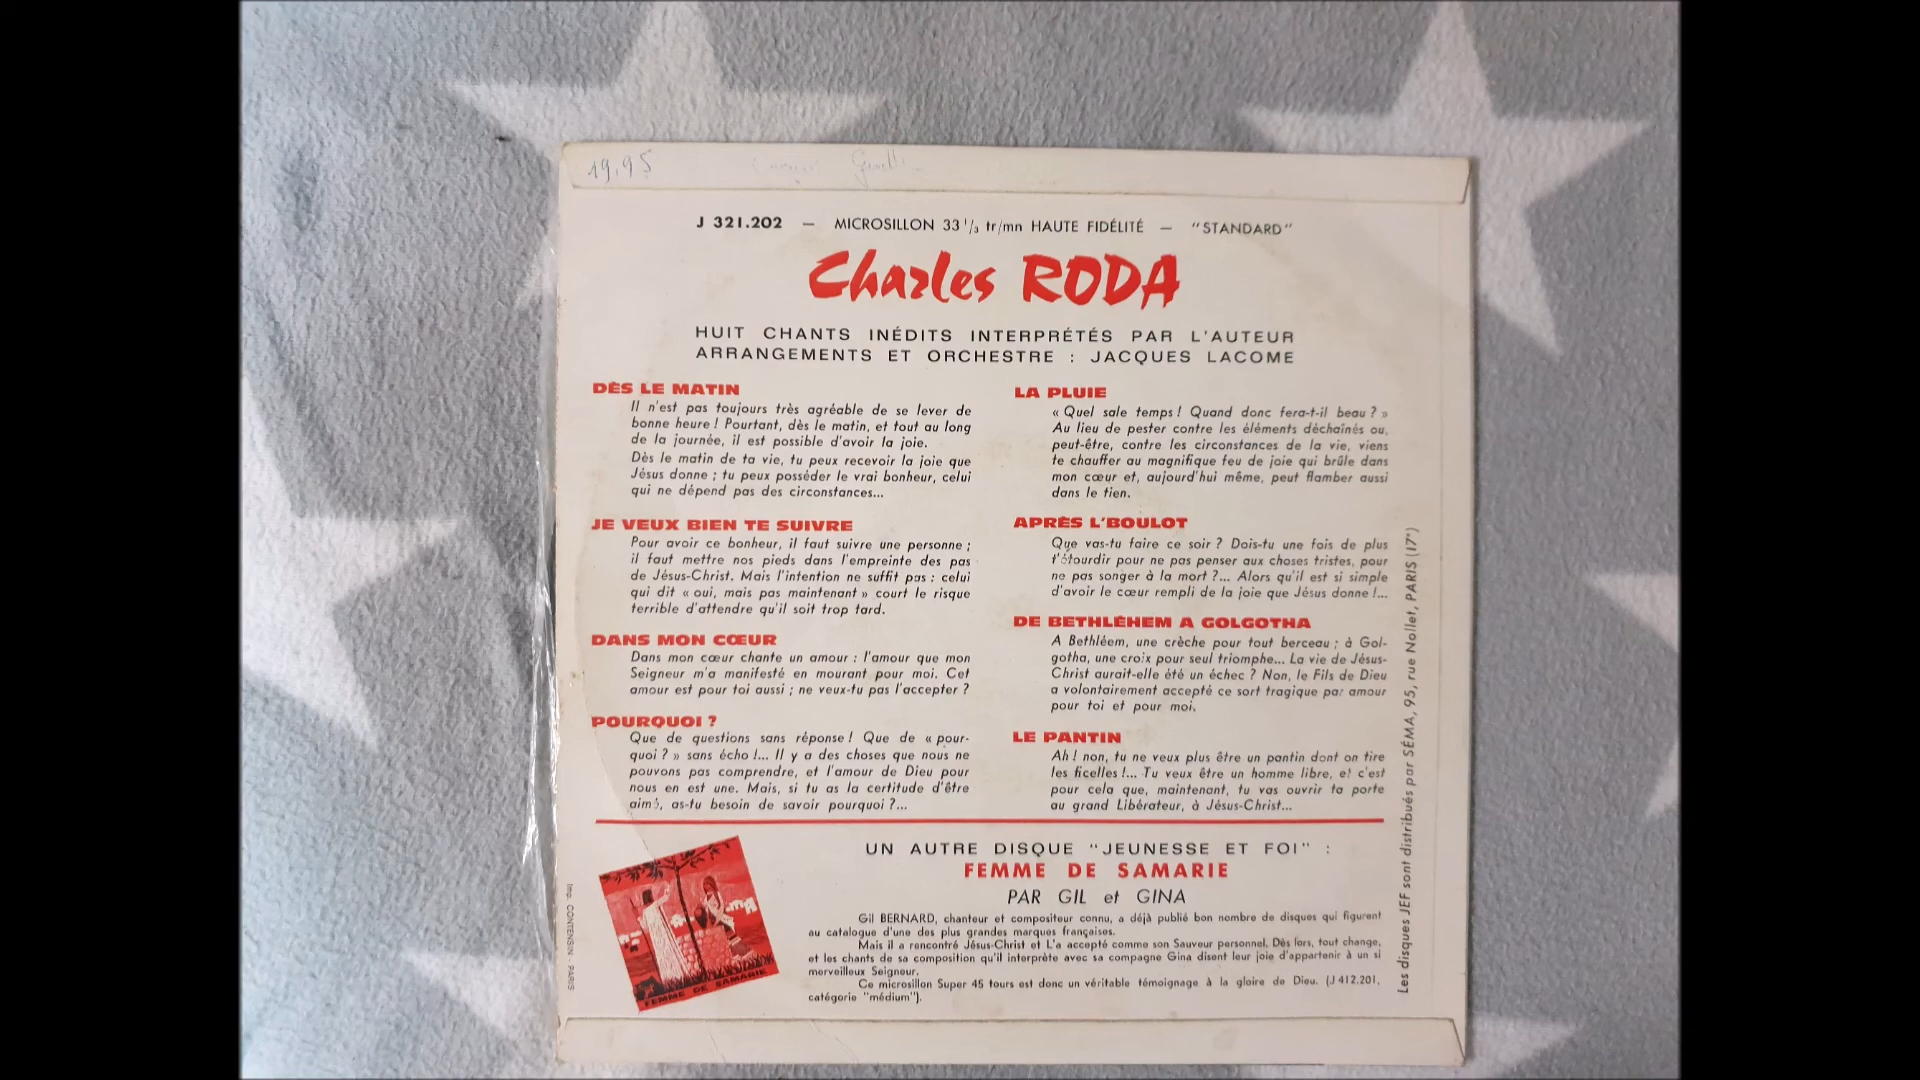 19,95
J 321.202 — MICROSILLON 33 1/3 tr/mn HAUTE FIDÉLITÉ — "STANDARD"
Charles RODA
HUIT CHANTS INÉDITS INTERPRÉTÉS PAR L'AUTEUR
ARRANGEMENTS ET ORCHESTRE : JACQUES LACOME
DÈS LE MATIN
Il n'est pas toujours très agréable de se lever de
bonne heure ! Pourtant, dès le matin, et tout au long
de la journée, il est possible d'avoir la joie.
Dès le matin de ta vie, tu peux recevoir la joie que
Jésus donne ; tu peux posséder le vrai bonheur, celui
qui ne dépend pas des circonstances...
JE VEUX BIEN TE SUIVRE
Pour avoir ce bonheur, il faut suivre une personne ;
il faut mettre nos pieds dans l'empreinte des pas
de Jésus-Christ. Mais l'intention ne suffit pas : celui
qui dit « oui, mais pas maintenant » court le risque
terrible d'attendre qu'il soit trop tard.
DANS MON CŒUR
Dans mon cœur chante un amour : l'amour que mon
Seigneur m'a manifesté en mourant pour moi. Cet
amour est pour toi aussi ; ne veux-tu pas l'accepter ?
POURQUOI ?
Que de questions sans réponse ! Que de « pour-
quoi ? » sans écho !... Il y a des choses que nous ne
pouvons pas comprendre, et l'amour de Dieu pour
nous en est une. Mais, si tu as la certitude d'être
aimé, as-tu besoin de savoir pourquoi ?...
LA PLUIE
« Quel sale temps ! Quand donc fera-t-il beau ? »
Au lieu de pester contre les éléments déchaînés ou,
peut-être, contre les circonstances de la vie, viens
te chauffer au magnifique feu de joie qui brûle dans
mon cœur et, aujourd'hui même, peut flamber aussi
dans le tien.
APRÈS L'BOULOT
Que vas-tu faire ce soir ? Dois-tu une fois de plus
t'étourdir pour ne pas penser aux choses tristes, pour
ne pas songer à la mort ?... Alors qu'il est si simple
d'avoir le cœur rempli de la joie que Jésus donne !...
DE BETHLÉHEM A GOLGOTHA
A Bethléem, une crèche pour tout berceau ; à Gol-
gotha, une croix pour seul triomphe... La vie de Jésus-
Christ aurait-elle été un échec ? Non, le Fils de Dieu
a volontairement accepté ce sort tragique par amour
pour toi et pour moi.
LE PANTIN
Ah ! non, tu ne veux plus être un pantin dont on tire
les ficelles !... Tu veux être un homme libre, et c'est
pour cela que, maintenant, tu vas ouvrir ta porte
au grand Libérateur, à Jésus-Christ...
Les disques JEF sont distribués par SÉMA, 95, rue Nollet, PARIS (17e)
Imp. CONTENSIN - PARIS
FEMME DE SAMARIE
UN AUTRE DISQUE "JEUNESSE ET FOI" :
FEMME DE SAMARIE
PAR GIL et GINA
Gil BERNARD, chanteur et compositeur connu, a déjà publié bon nombre de disques qui figurent
au catalogue d'une des plus grandes marques françaises.
Mais il a rencontré Jésus-Christ et L'a accepté comme son Sauveur personnel. Dès lors, tout change,
et les chants de sa composition qu'il interprète avec sa compagne Gina disent leur joie d'appartenir à un si
merveilleux Seigneur.
Ce microsillon Super 45 tours est donc un véritable témoignage à la gloire de Dieu. (J 412.201,
catégorie "médium").